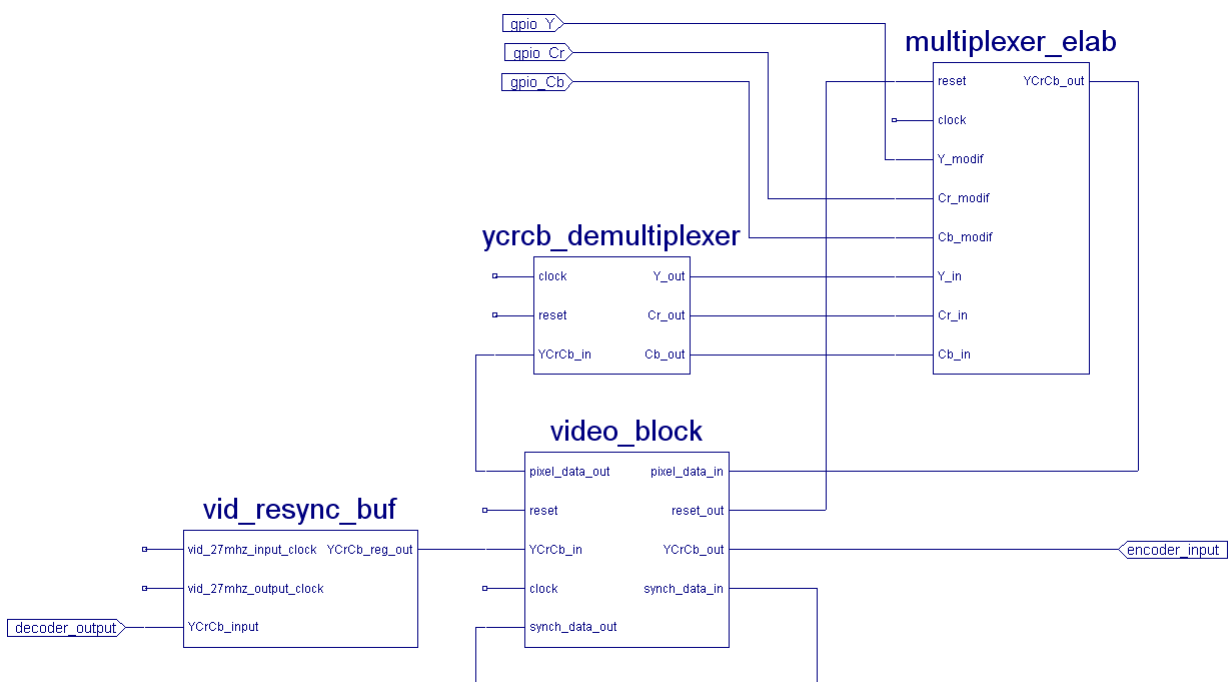 gpio_Y
gpio_Cr
gpio_Cb
multiplexer_elab
reset YCrCb_out
clock
Y_modif
Cr_modif
Cb_modif
Y_in
Cr_in
Cb_in
ycrcb_demultiplexer
clock Y_out
reset Cr_out
YCrCb_in Cb_out
video_block
pixel_data_out pixel_data_in
reset reset_out
YCrCb_in YCrCb_out
clock synch_data_in
synch_data_out
encoder_input
vid_resync_buf
vid_27mhz_input_clock YCrCb_reg_out
vid_27mhz_output_clock
YCrCb_input
decoder_output